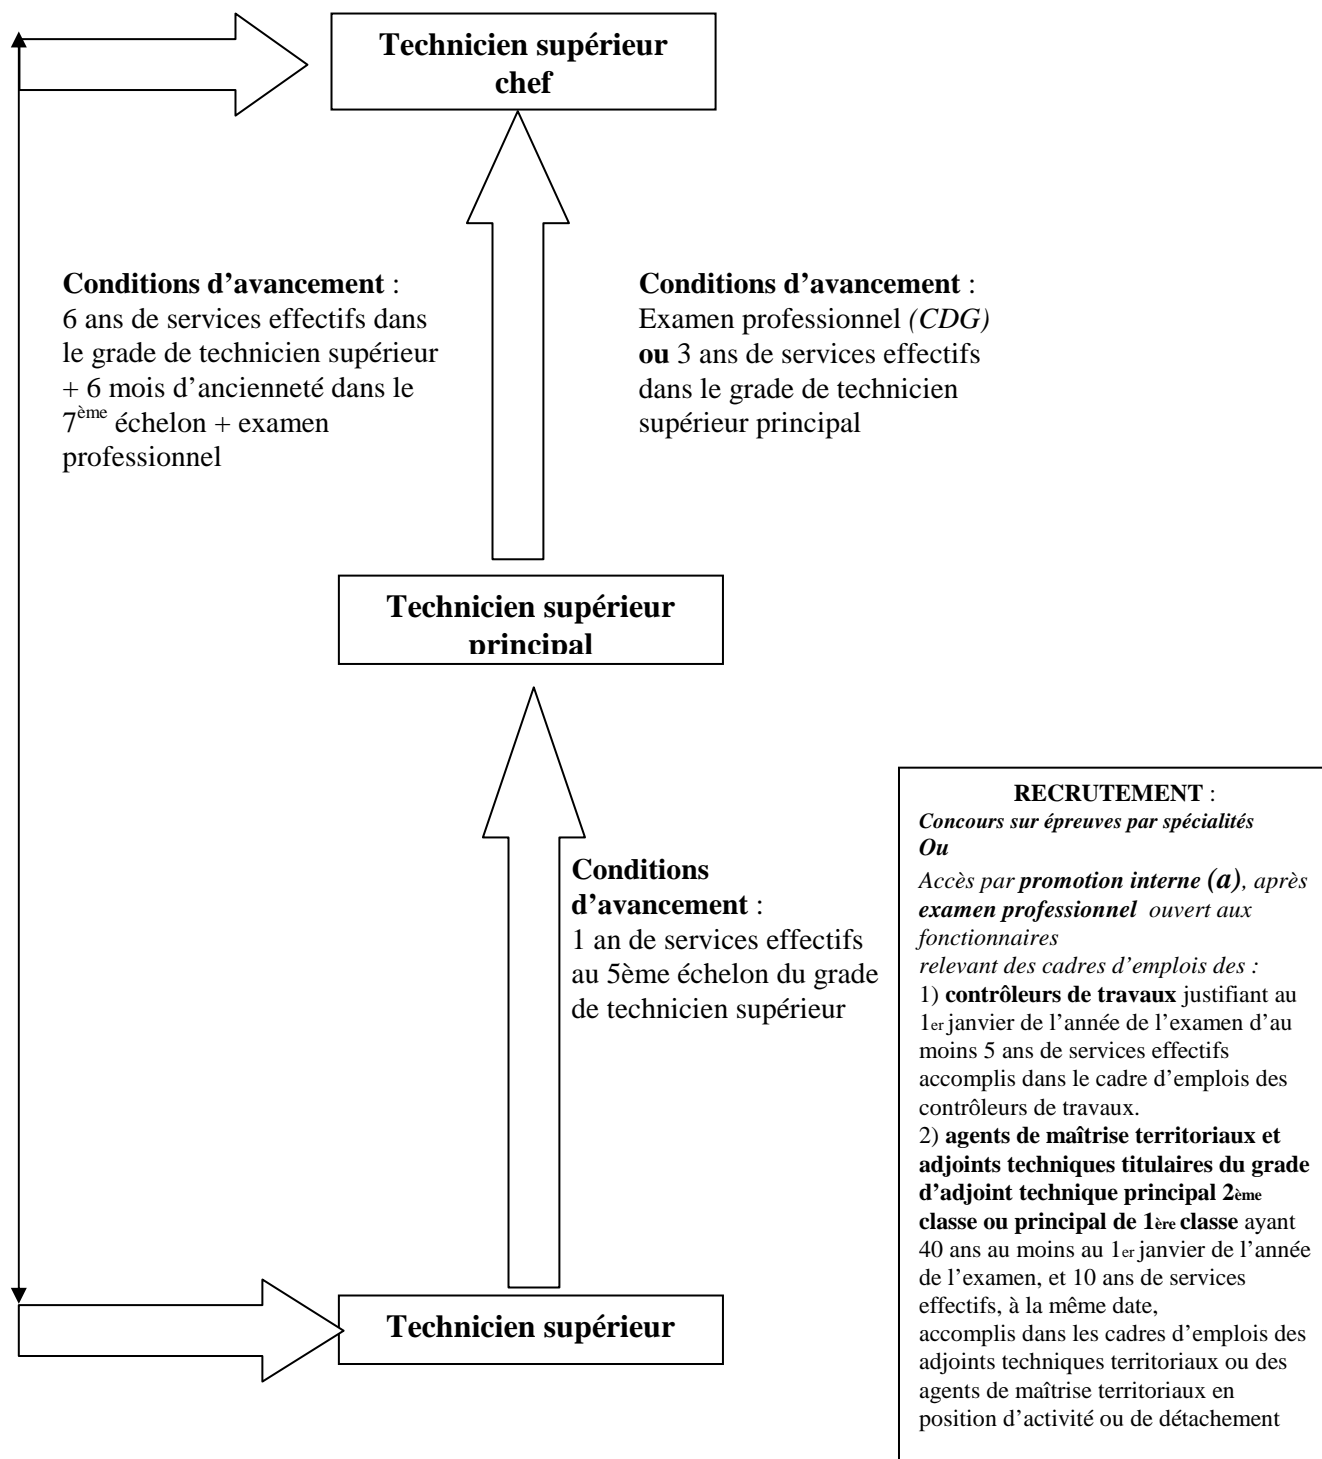 Technicien supérieur
chef
Conditions d’avancement :
6 ans de services effectifs dans
le grade de technicien supérieur
+ 6 mois d’ancienneté dans le
7ème échelon + examen
professionnel
Conditions d’avancement :
Examen professionnel (CDG)
ou 3 ans de services effectifs
dans le grade de technicien
supérieur principal
Technicien supérieur
principal
Conditions
d’avancement :
1 an de services effectifs
au 5ème échelon du grade
de technicien supérieur
Technicien supérieur
RECRUTEMENT :
Concours sur épreuves par spécialités
Ou
Accès par promotion interne (a), après
examen professionnel ouvert aux
fonctionnaires
relevant des cadres d’emplois des :
1) contrôleurs de travaux justifiant au
1er janvier de l’année de l’examen d’au
moins 5 ans de services effectifs
accomplis dans le cadre d’emplois des
contrôleurs de travaux.
2) agents de maîtrise territoriaux et
adjoints techniques titulaires du grade
d’adjoint technique principal 2ème
classe ou principal de 1ère classe ayant
40 ans au moins au 1er janvier de l’année
de l’examen, et 10 ans de services
effectifs, à la même date,
accomplis dans les cadres d’emplois des
adjoints techniques territoriaux ou des
agents de maîtrise territoriaux en
position d’activité ou de détachement